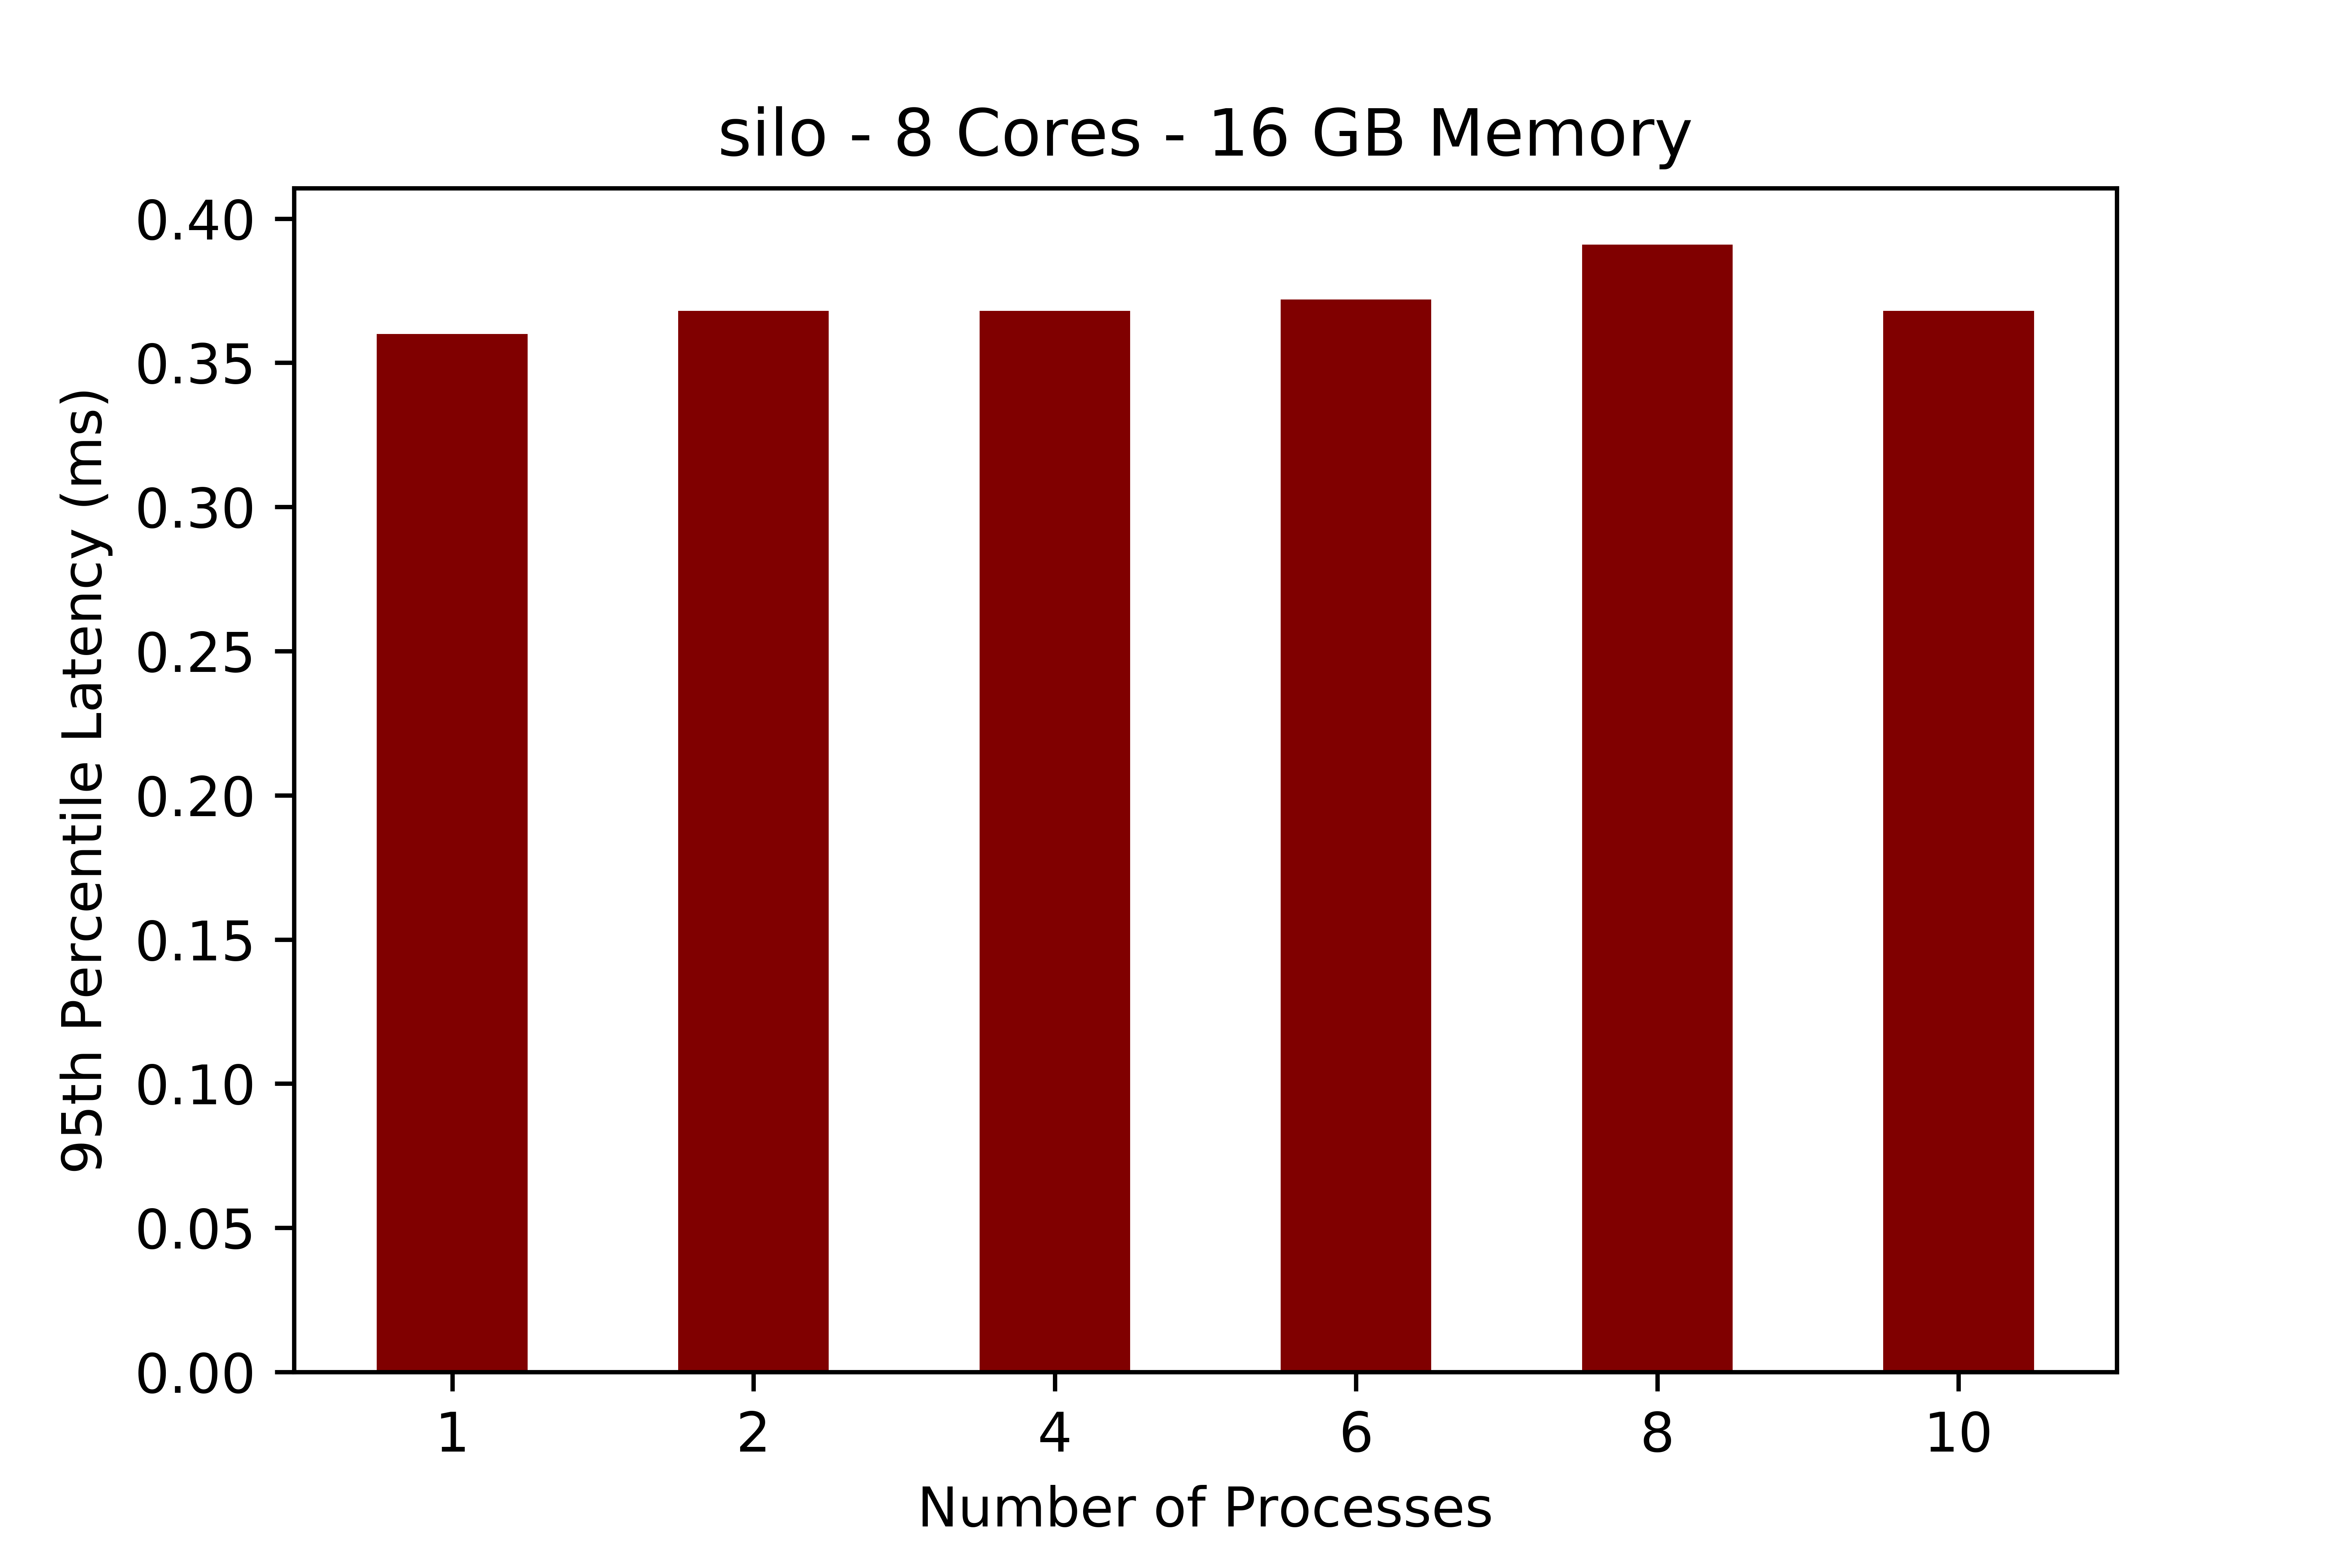 silo - 8 Cores - 16 GB Memory
95th Percentile Latency (ms)
0.40
0.35
0.30
0.25
0.20
0.15
0.10
0.05
0.00
1 2 4 6 8 10
Number of Processes